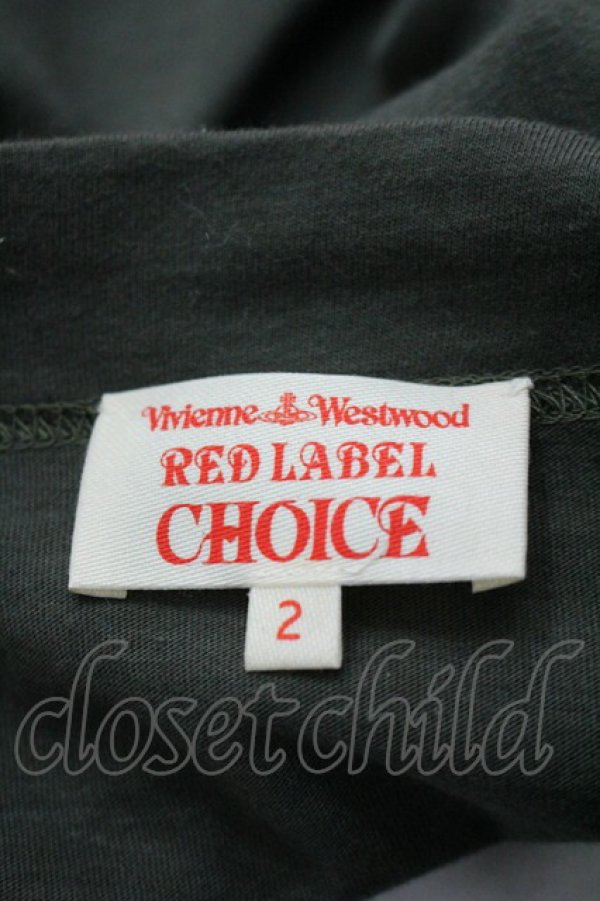 Vivienne Westwood
RED LABEL
CHOICE
2
closetchild